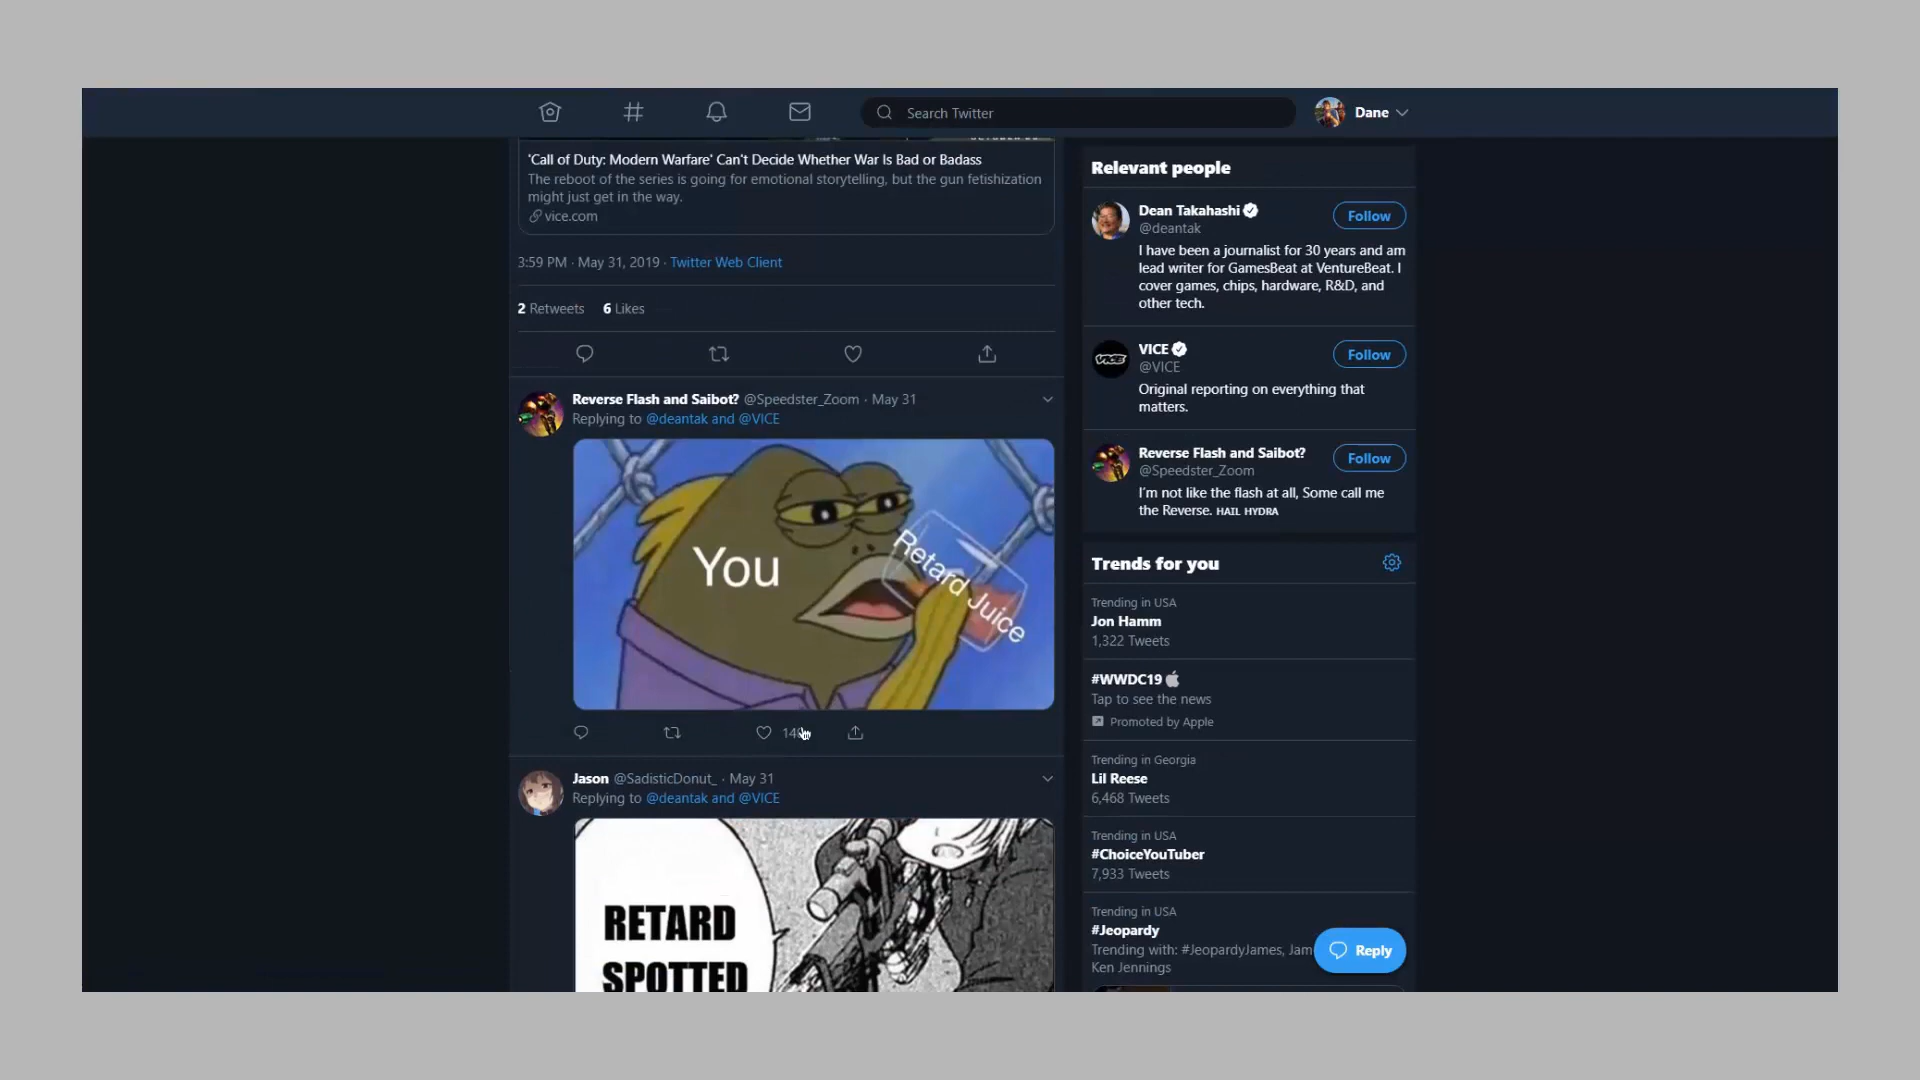 Search Twitter
Dane
'Call of Duty: Modern Warfare' Can't Decide Whether War Is Bad or Badass
The reboot of the series is going for emotional storytelling, but the gun fetishization
might just get in the way.
vice.com
3:59 PM · May 31, 2019 · Twitter Web Client
2 Retweets 6 Likes
Reverse Flash and Saibot? @Speedster_Zoom · May 31
Replying to @deantak and @VICE
You
Retard Juice
Jason @SadisticDonut_ · May 31
Replying to @deantak and @VICE
RETARD
SPOTTED
Relevant people
Dean Takahashi
@deantak
Follow
I have been a journalist for 30 years and am
lead writer for GamesBeat at VentureBeat. I
cover games, chips, hardware, R&D, and
other tech.
VICE
@VICE
Follow
Original reporting on everything that
matters.
Reverse Flash and Saibot?
@Speedster_Zoom
Follow
I'm not like the flash at all, Some call me
the Reverse. ʜᴀɪʟ ʜʏᴅʀᴀ
Trends for you
Trending in USA
Jon Hamm
1,322 Tweets
#WWDC19
Tap to see the news
Promoted by Apple
Trending in Georgia
Lil Reese
6,468 Tweets
Trending in USA
#ChoiceYouTuber
7,933 Tweets
Trending in USA
#Jeopardy
Trending with: #JeopardyJames, Jam
Ken Jennings
Reply